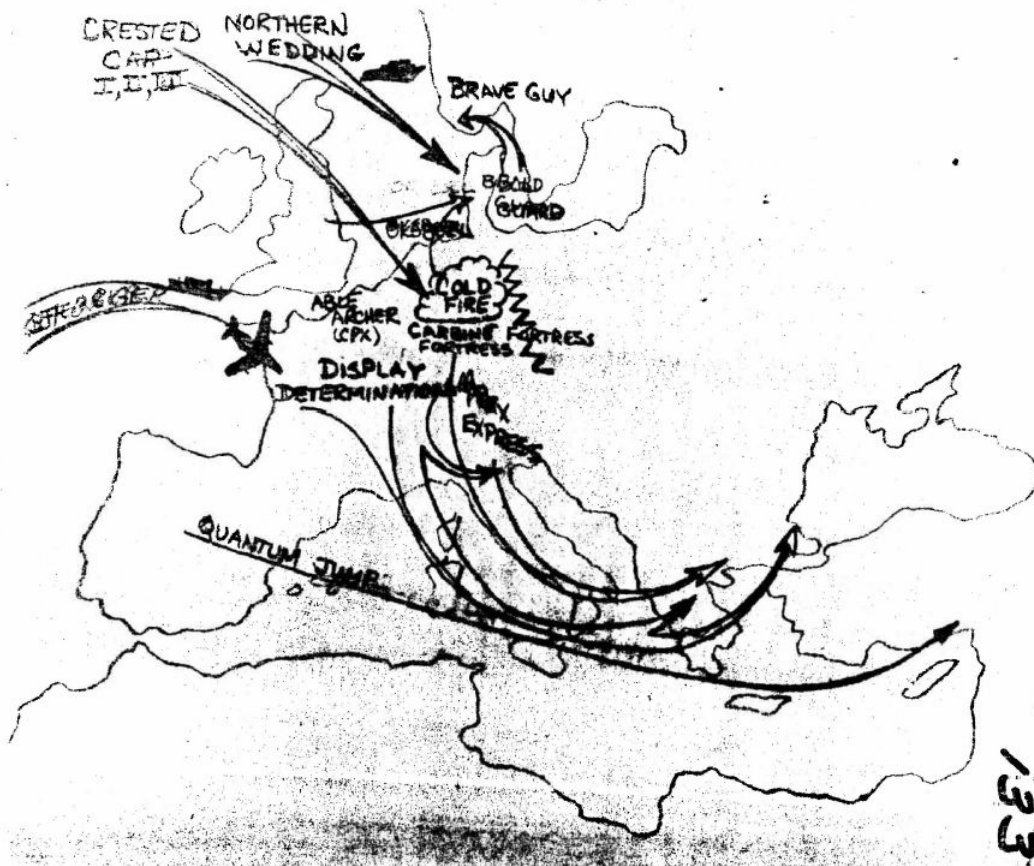 CRESTED
CAP
I, II, III
NORTHERN
WEDDING
BRAVE GUY
BOLD
GUARD
COLD
FIRE
ABLE
ARCHER
(CPX)
CARBINE FORTRESS
FORTRESS
DISPLAY
DETERMINATION
EXPRESS
QUANTUM JUMP
133